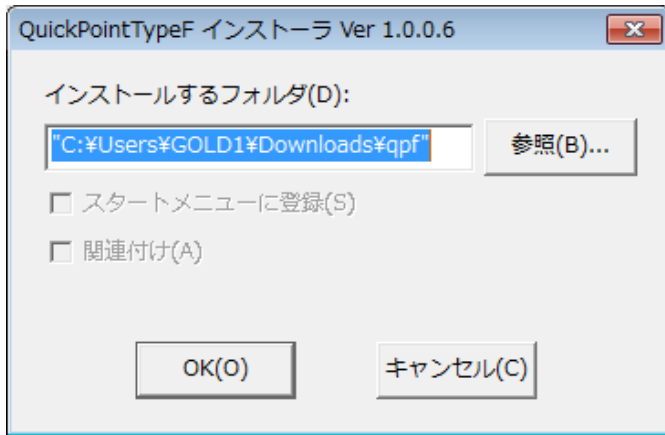 QuickPointTypeF インストーラ Ver 1.0.0.6
インストールするフォルダ(D):
"C:¥Users¥GOLD1¥Downloads¥qpf"
参照(B)...
スタートメニューに登録(S)
関連付け(A)
OK(O)
キャンセル(C)